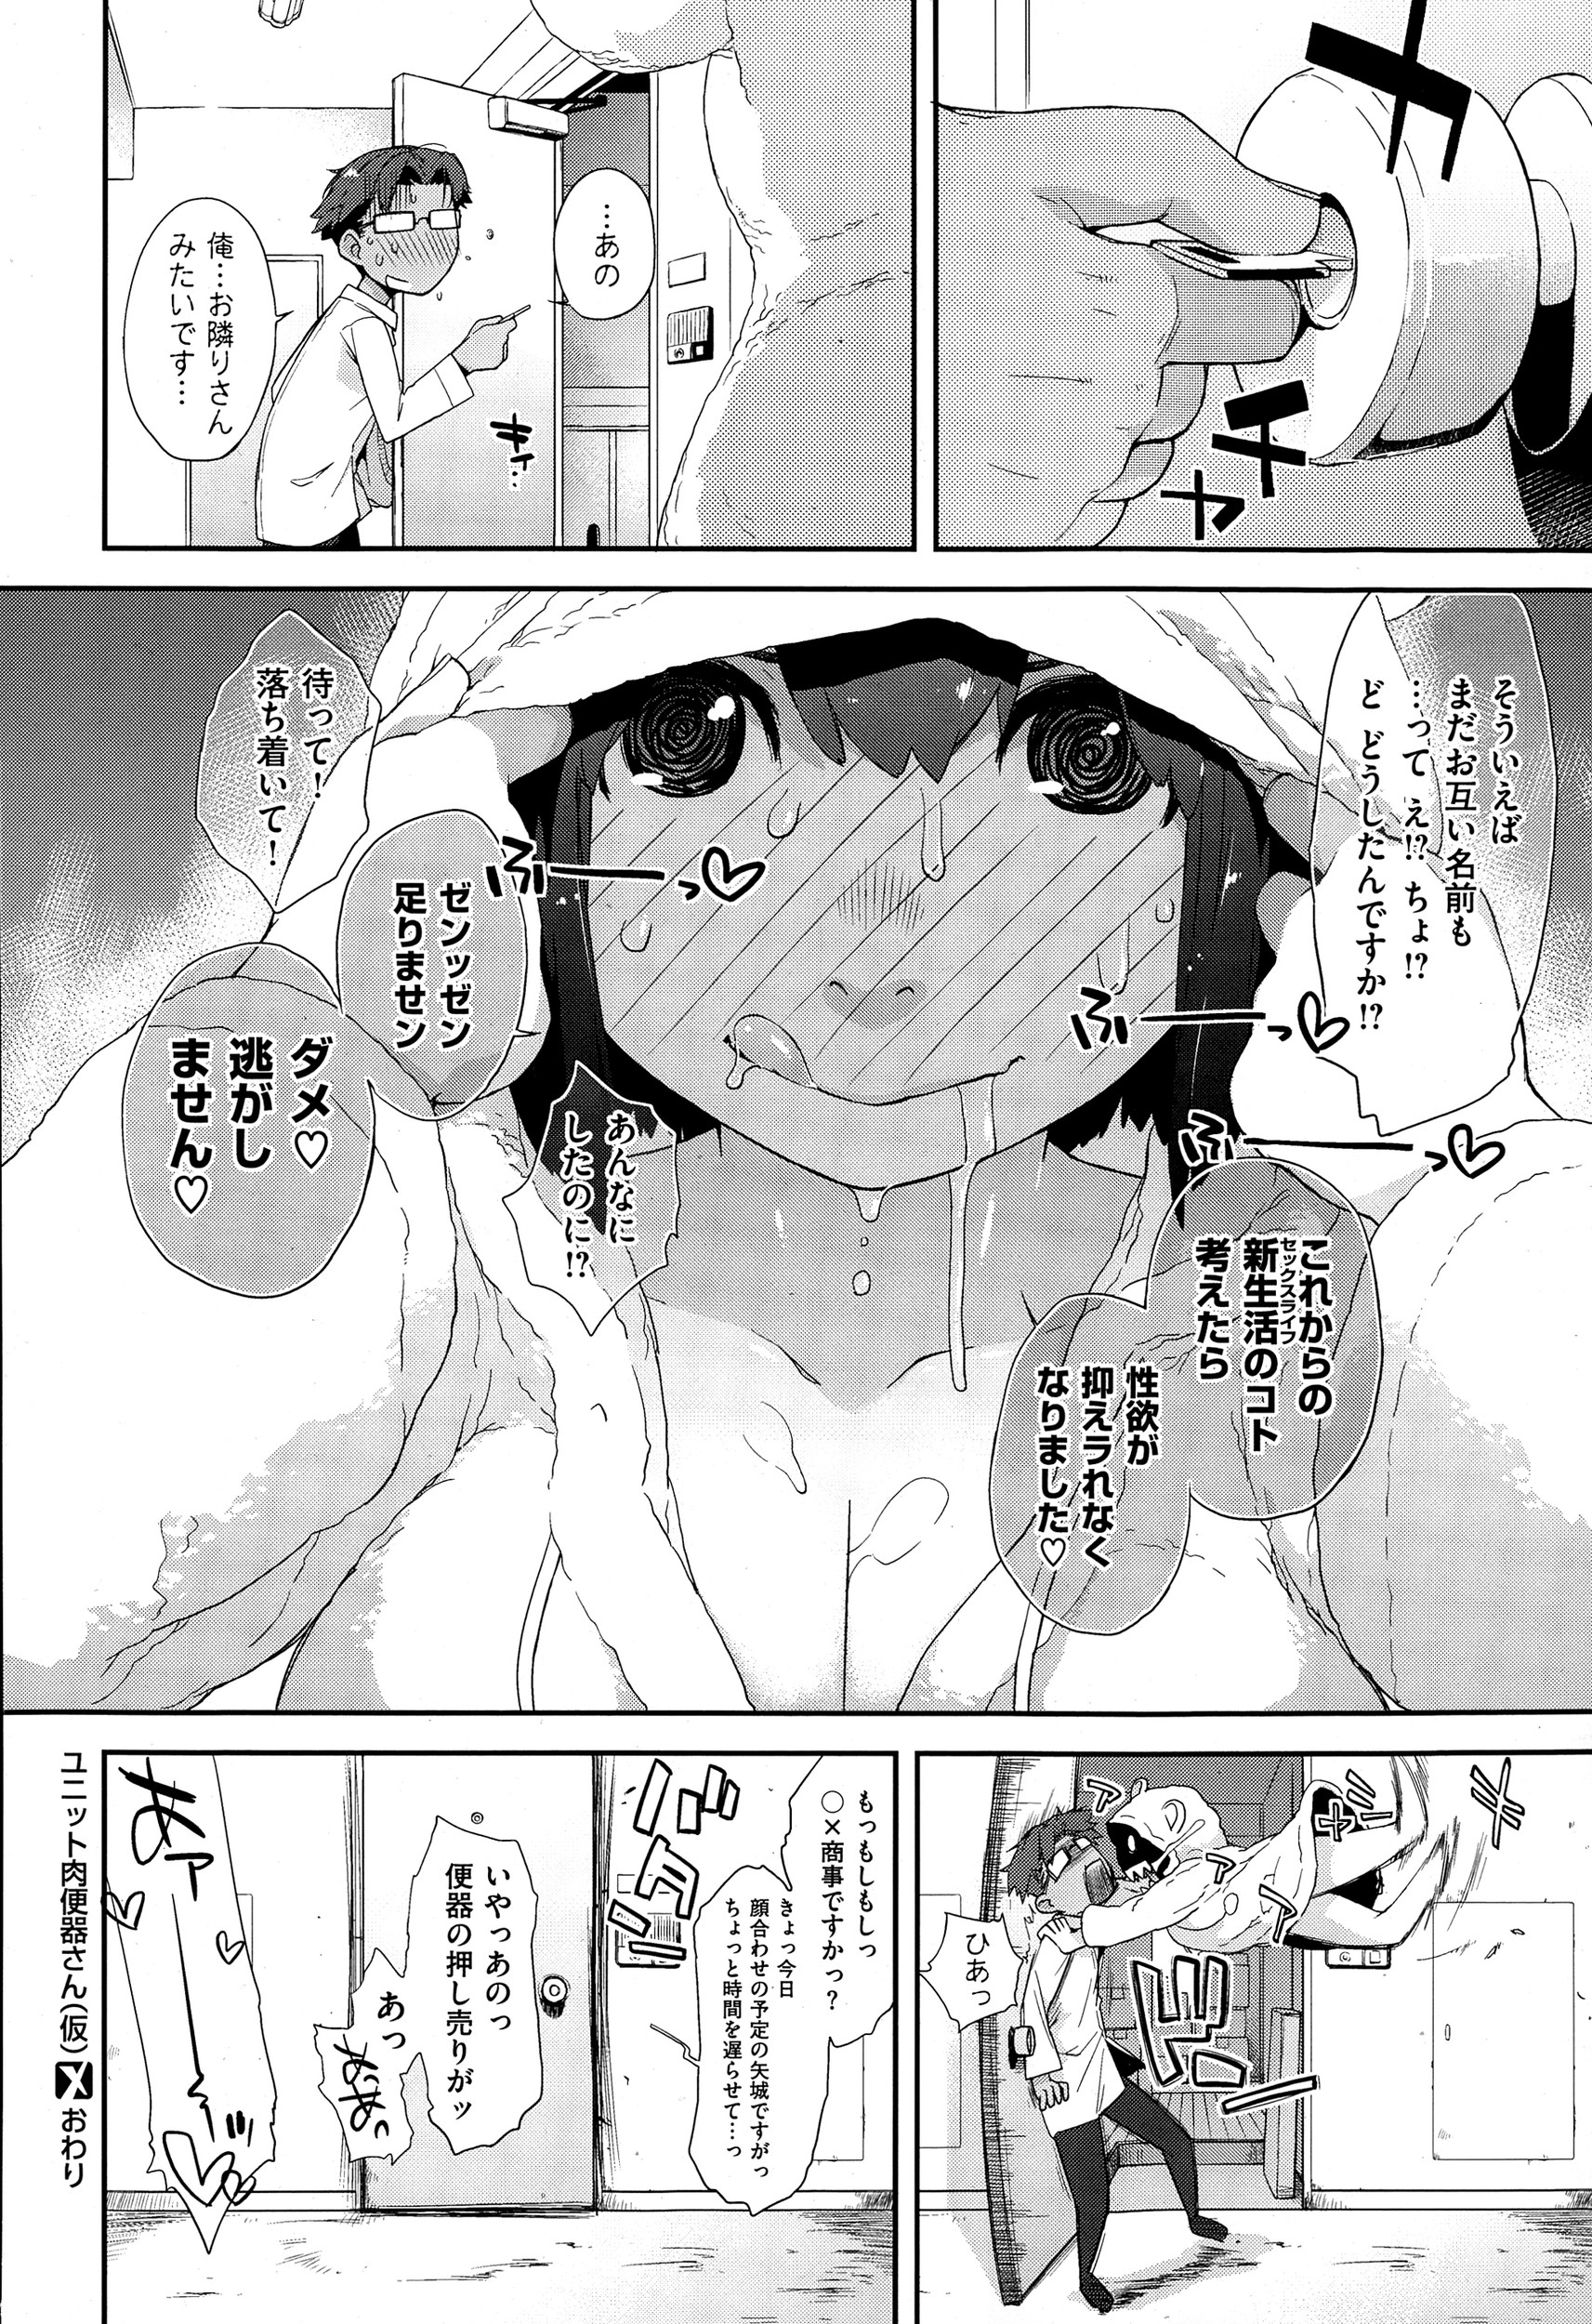 ガ
チ
ャ
…あの
俺…お隣りさん
みたいです…
キィ…
そういえば
まだお互い名前も
…って え!? ちょ!?
ど どうしたんですか!?
ふーーっ♡
ふーーっ♡
ふーーっ♡
これからの
新生活のコト
セックスライフ
考えたら
性欲が
抑えラれなく
なりました♡
あんなに
したのに!?
ゼンッゼン
足りませン
待って!
落ち着いて!
ダメ♡
逃がし
ません♡
ひあっ
もっもしもしっ
○×商事ですかっ?
きょっ今日
顔合わせの予定の矢城ですがっ
ちょっと時間を遅らせて…っ
いやっあのっ
便器の押し売りがッ
あっ
ユニット肉便器さん(仮) X おわり